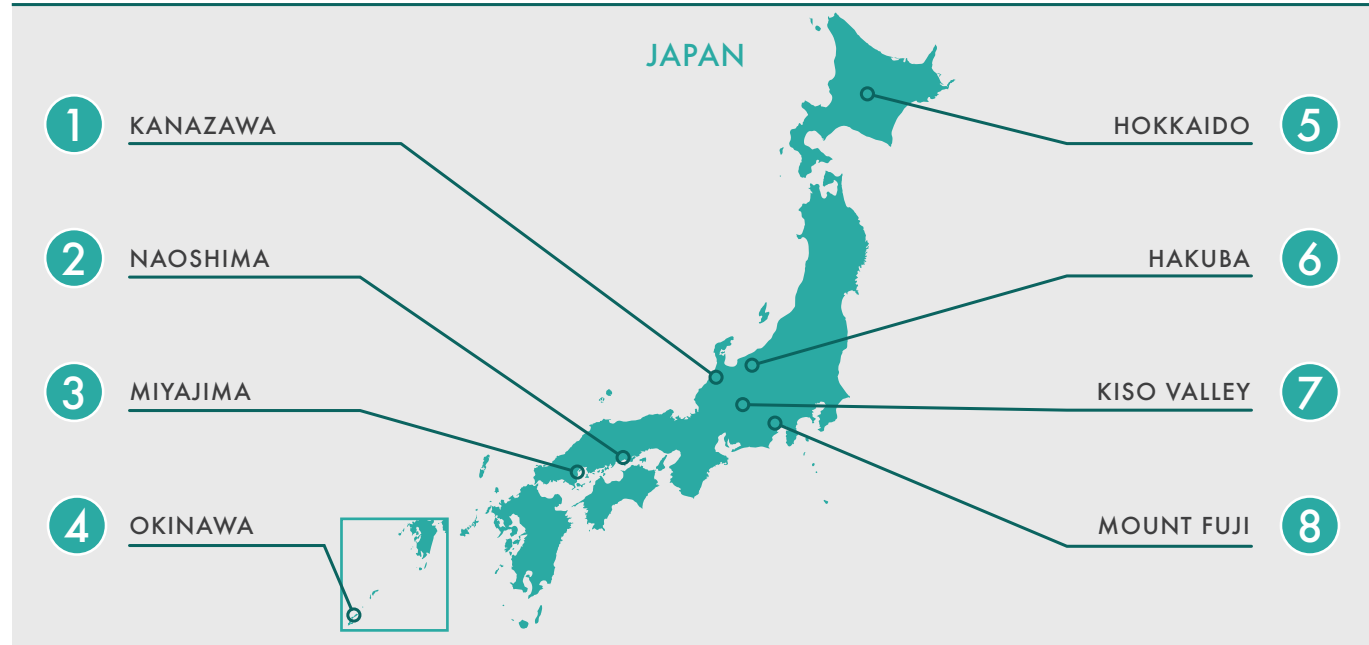 JAPAN
1 KANAZAWA
2 NAOSHIMA
3 MIYAJIMA
4 OKINAWA
HOKKAIDO 5
HAKUBA 6
KISO VALLEY 7
MOUNT FUJI 8